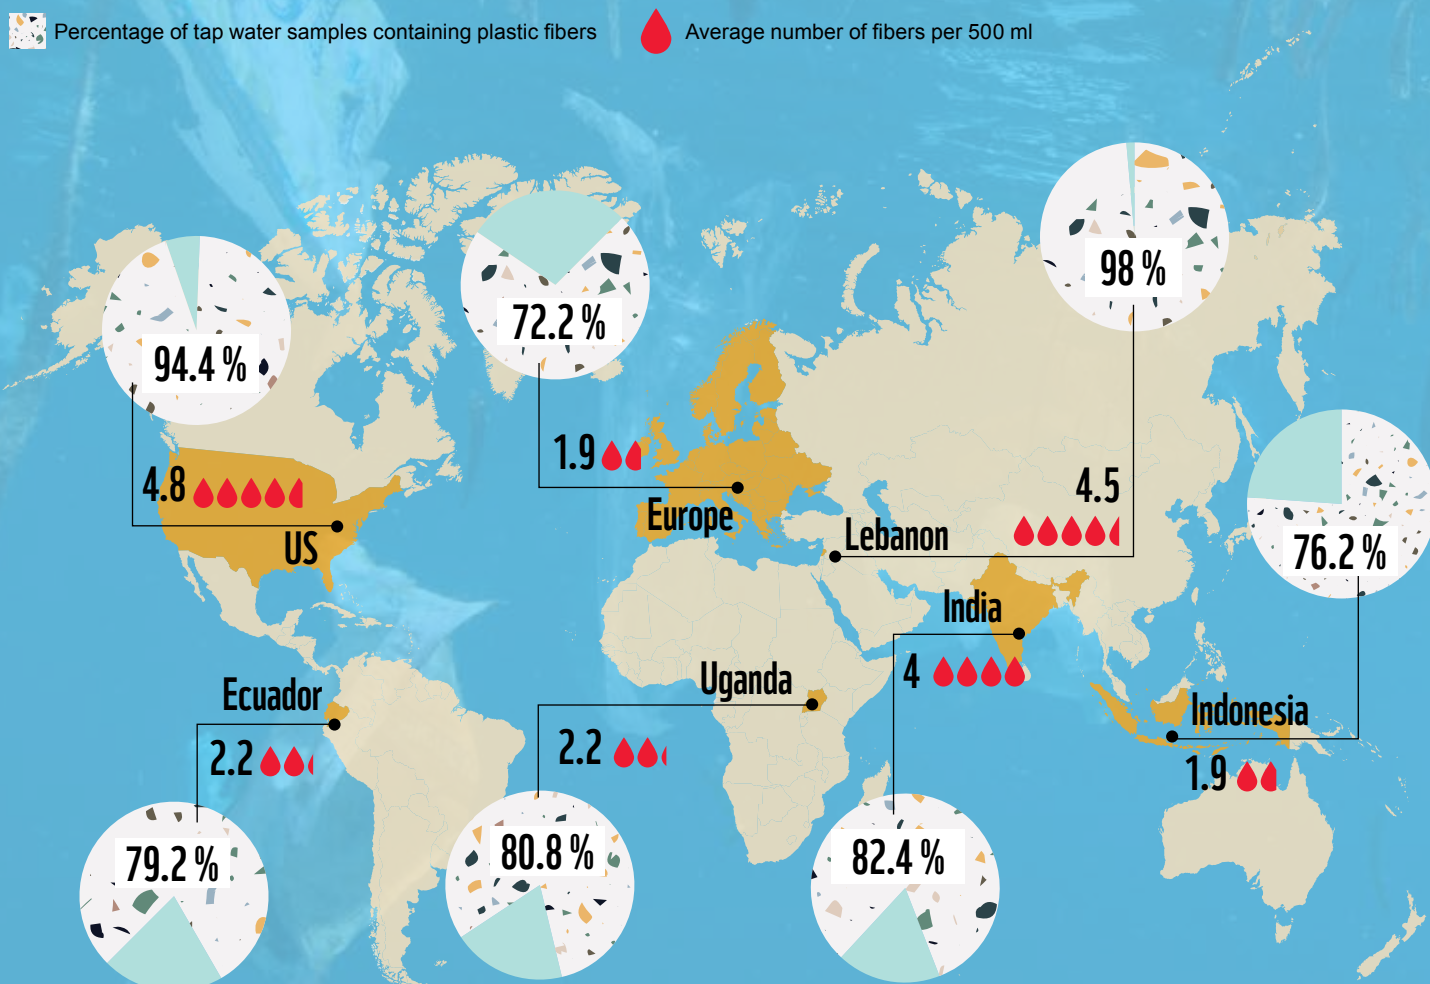 Percentage of tap water samples containing plastic fibers
Average number of fibers per 500 ml
98 %
72.2 %
94.4 %
1.9
4.8
4.5
Europe
Lebanon
US
76.2 %
India
4
Uganda
Ecuador
Indonesia
2.2
2.2
1.9
79.2 %
80.8 %
82.4 %